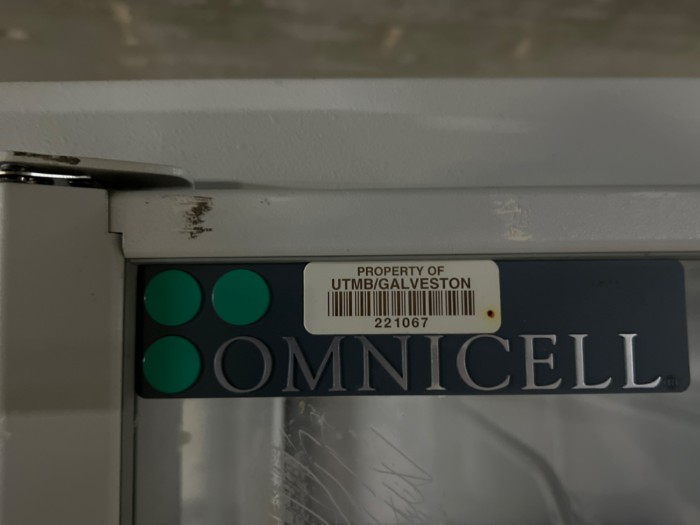 PROPERTY OF
UTMB/GALVESTON
221067
OMNICELL®